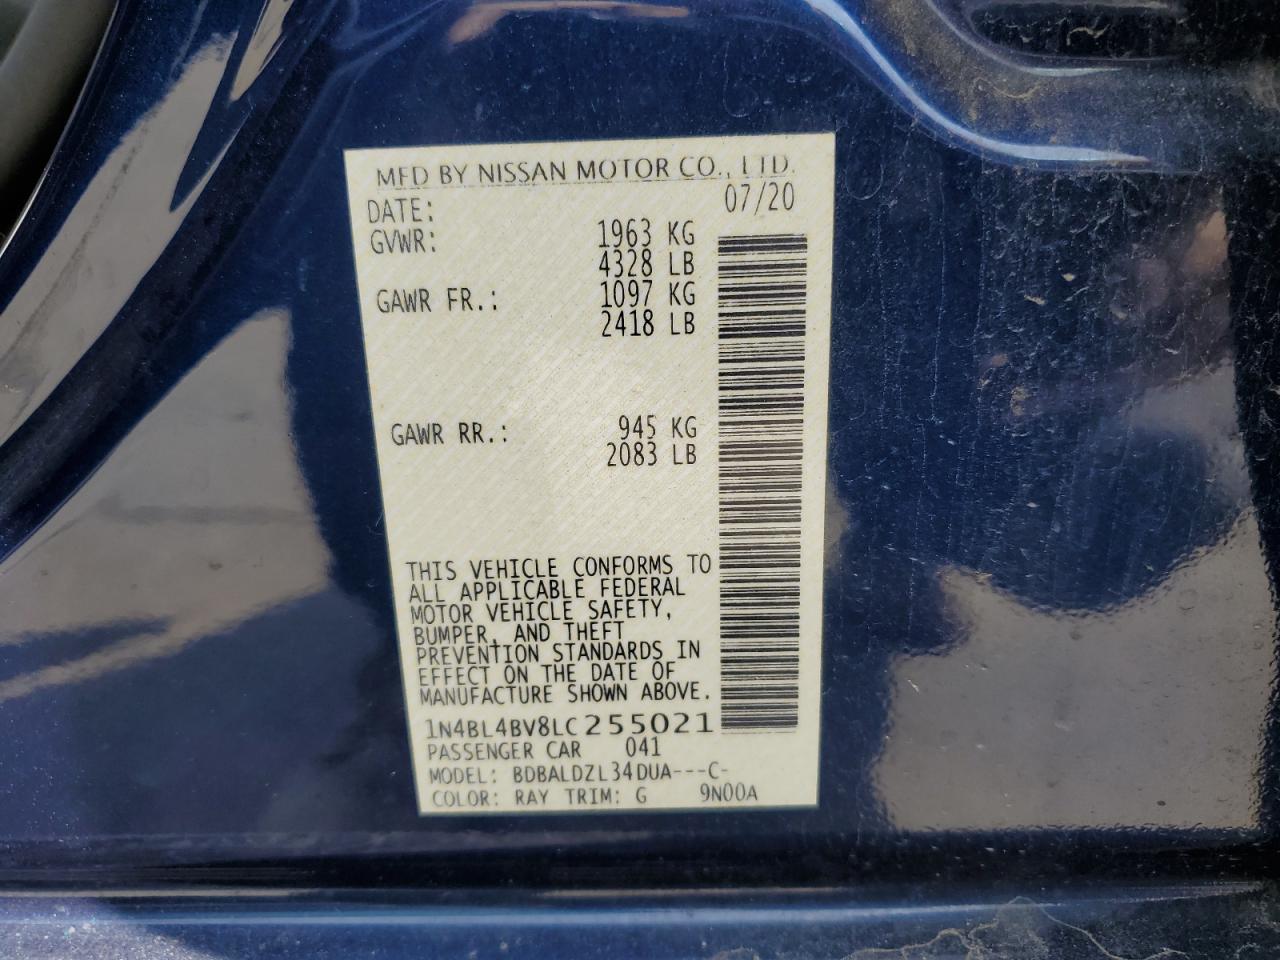 MFD BY NISSAN MOTOR CO., LTD.
DATE: 07/20
GVWR: 1963 KG
4328 LB
GAWR FR.: 1097 KG
2418 LB
GAWR RR.: 945 KG
2083 LB
THIS VEHICLE CONFORMS TO
ALL APPLICABLE FEDERAL
MOTOR VEHICLE SAFETY,
BUMPER, AND THEFT
PREVENTION STANDARDS IN
EFFECT ON THE DATE OF
MANUFACTURE SHOWN ABOVE.
1N4BL4BV8LC255021
PASSENGER CAR 041
MODEL: BDBALDZL34DUA---C-
COLOR: RAY TRIM: G 9N00A